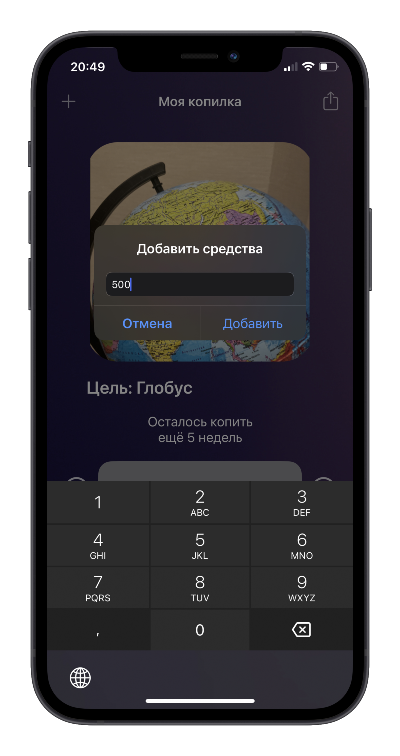 20:49
Моя копилка
Добавить средства
500
Отмена Добавить
Цель: Глобус
Осталось копить
ещё 5 недель
1 2 3
ABC DEF
4 5 6
GHI JKL MNO
7 8 9
PQRS TUV WXYZ
, 0